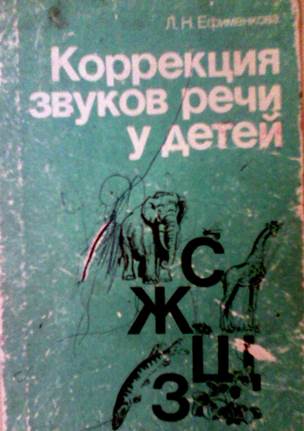 Л. Н. Ефименкова
Коррекция
звуков речи
у детей
С
Ж
Щ
З